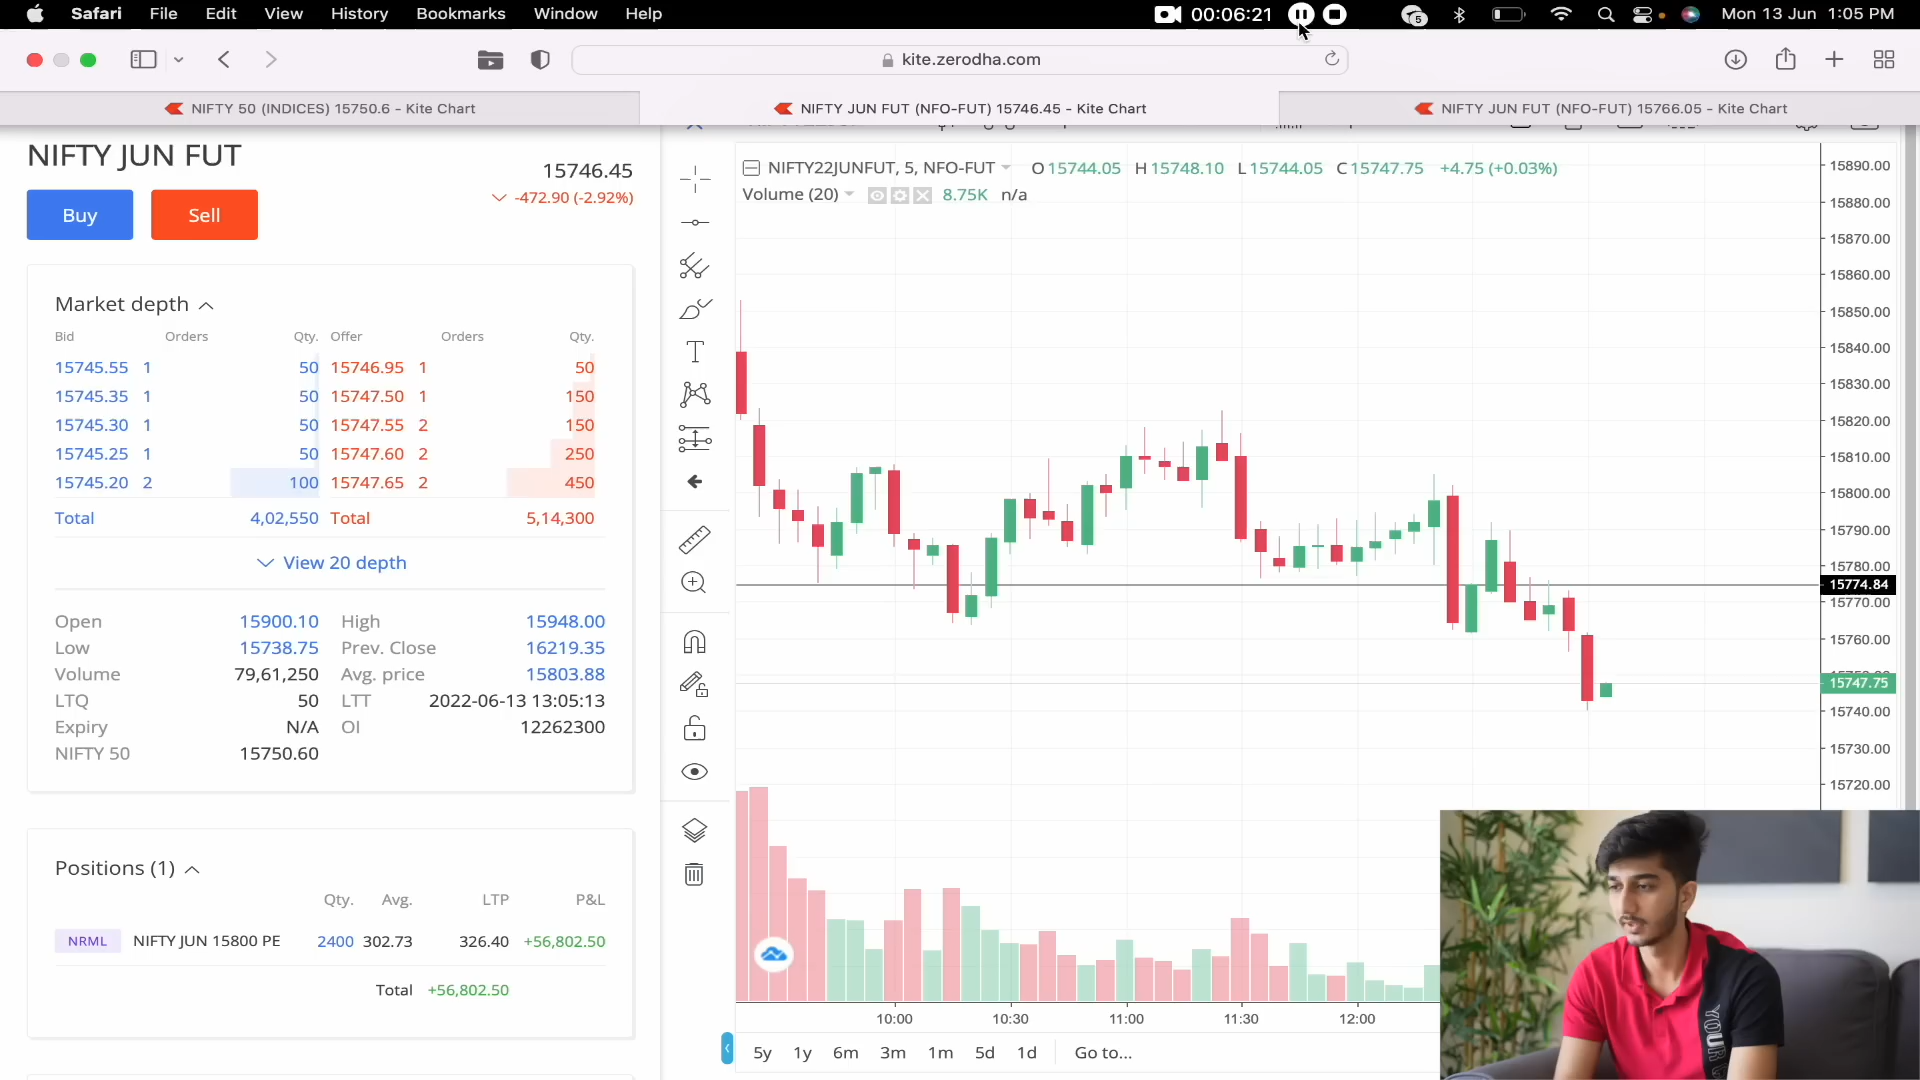 Safari File Edit View History Bookmarks Window Help 00:06:21 5 Mon 13 Jun 1:05 PM
kite.zerodha.com
NIFTY 50 (INDICES) 15750.6 - Kite Chart
NIFTY JUN FUT (NFO-FUT) 15746.45 - Kite Chart
NIFTY JUN FUT (NFO-FUT) 15766.05 - Kite Chart
NIFTY JUN FUT
15746.45
-472.90 (-2.92%)
Buy Sell
Market depth
Bid Orders Qty. Offer Orders Qty.
15745.55 1 50 15746.95 1 50
15745.35 1 50 15747.50 1 150
15745.30 1 50 15747.55 2 150
15745.25 1 50 15747.60 2 250
15745.20 2 100 15747.65 2 450
Total 4,02,550 Total 5,14,300
View 20 depth
Open 15900.10 High 15948.00
Low 15738.75 Prev. Close 16219.35
Volume 79,61,250 Avg. price 15803.88
LTQ 50 LTT 2022-06-13 13:05:13
Expiry N/A OI 12262300
NIFTY 50 15750.60
Positions (1)
Qty. Avg. LTP P&L
NRML NIFTY JUN 15800 PE 2400 302.73 326.40 +56,802.50
Total +56,802.50
NIFTY22JUNFUT, 5, NFO-FUT O15744.05 H15748.10 L15744.05 C15747.75 +4.75 (+0.03%)
Volume (20) 8.75K n/a
15890.00
15880.00
15870.00
15860.00
15850.00
15840.00
15830.00
15820.00
15810.00
15800.00
15790.00
15780.00
15774.84
15770.00
15760.00
15747.75
15740.00
15730.00
15720.00
10:00 10:30 11:00 11:30 12:00
5y 1y 6m 3m 1m 5d 1d Go to...